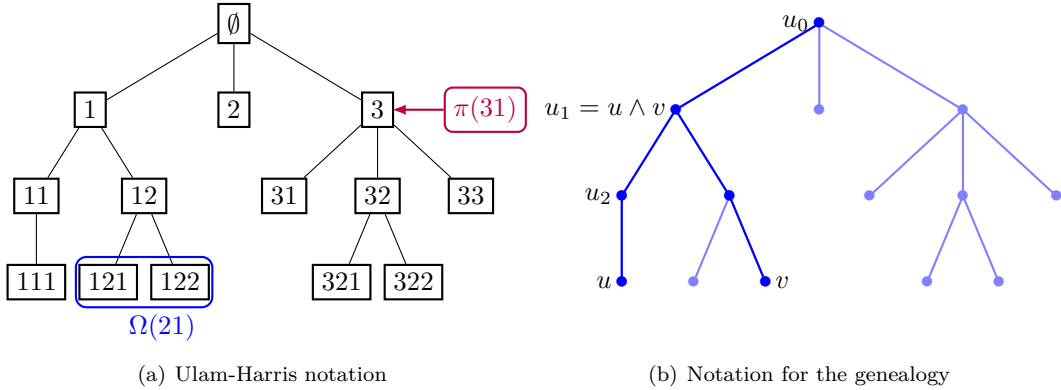 ∅
u₀
1
2
3
π(31)
u₁ = u ∧ v
11
12
31
32
33
u₂
111
121
122
321
322
u
v
Ω(21)
(a) Ulam-Harris notation
(b) Notation for the genealogy